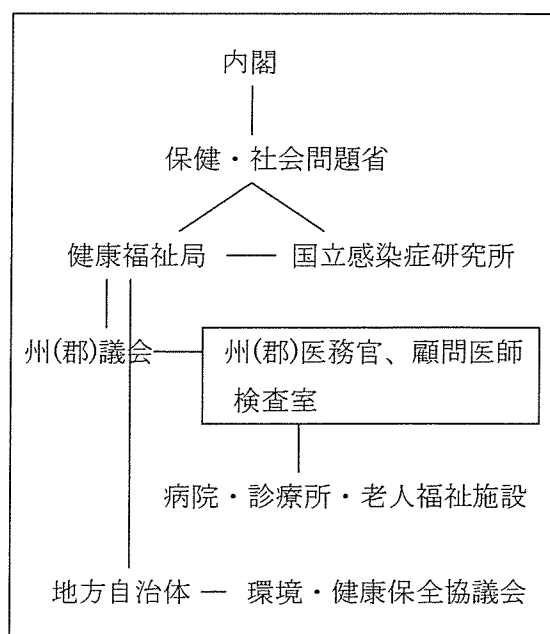 内閣
保健・社会問題省
健康福祉局 国立感染症研究所
州(郡)議会 州(郡)医務官、顧問医師
検査室
病院・診療所・老人福祉施設
地方自治体 環境・健康保全協議会